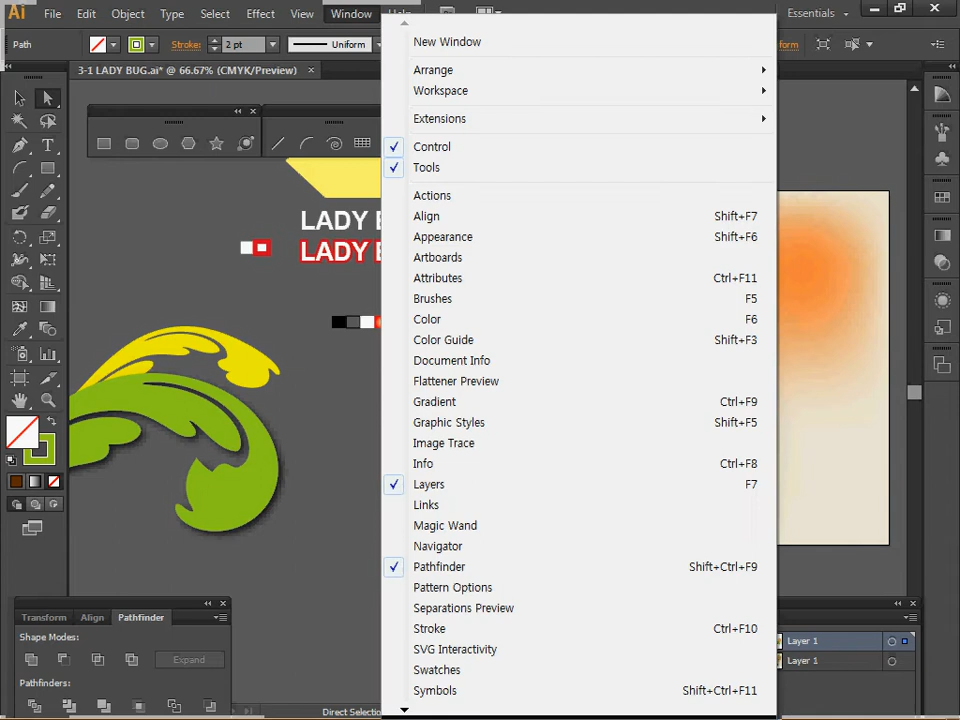 Ai File Edit Object Type Select Effect View Window Essentials
Path Stroke: 2 pt Uniform
3-1 LADY BUG.ai* @ 66.67% (CMYK/Preview)
LADY
LADY
New Window
Arrange
Workspace
Extensions
Control
Tools
Actions
Align Shift+F7
Appearance Shift+F6
Artboards
Attributes Ctrl+F11
Brushes F5
Color F6
Color Guide Shift+F3
Document Info
Flattener Preview
Gradient Ctrl+F9
Graphic Styles Shift+F5
Image Trace
Info Ctrl+F8
Layers F7
Links
Magic Wand
Navigator
Pathfinder Shift+Ctrl+F9
Pattern Options
Separations Preview
Stroke Ctrl+F10
SVG Interactivity
Swatches
Symbols Shift+Ctrl+F11
Transform Align Pathfinder
Shape Modes:
Expand
Pathfinders:
Layer 1
Layer 1
Direct Selection